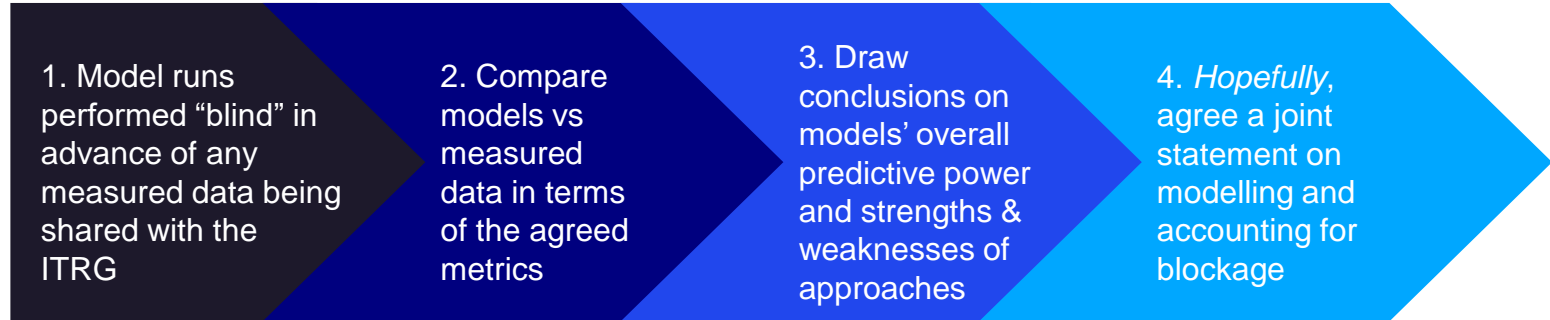 1. Model runs
performed “blind” in
advance of any
measured data being
shared with the
ITRG
2. Compare
models vs
measured
data in terms
of the agreed
metrics
3. Draw
conclusions on
models’ overall
predictive power
and strengths &
weaknesses of
approaches
4. Hopefully,
agree a joint
statement on
modelling and
accounting for
blockage